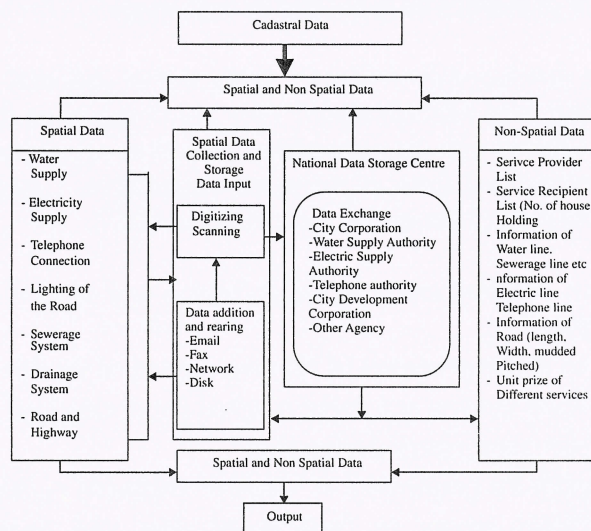 Cadastral Data
Spatial and Non Spatial Data
Spatial Data
- Water
Supply
- Electricity
Supply
- Telephone
Connection
- Lighting of
the Road
- Sewerage
System
- Drainage
System
- Road and
Highway
Spatial Data
Collection and
Storage
Data Input
Digitizing
Scanning
Data addition
and rearing
-Email
-Fax
-Network
-Disk
National Data Storage Centre
Data Exchange
-City Corporation
-Water Supply Authority
-Electric Supply
Authority
-Telephone authority
-City Development
Corporation
-Other Agency
Non-Spatial Data
- Serivce Provider
List
- Service Recipient
List (No. of house
Holding
- Information of
Water line.
Sewerage line etc
- nformation of
Electric line
Telephone line
- Information of
Road (length,
Width, mudded
Pitched)
- Unit prize of
Different services
Spatial and Non Spatial Data
Output